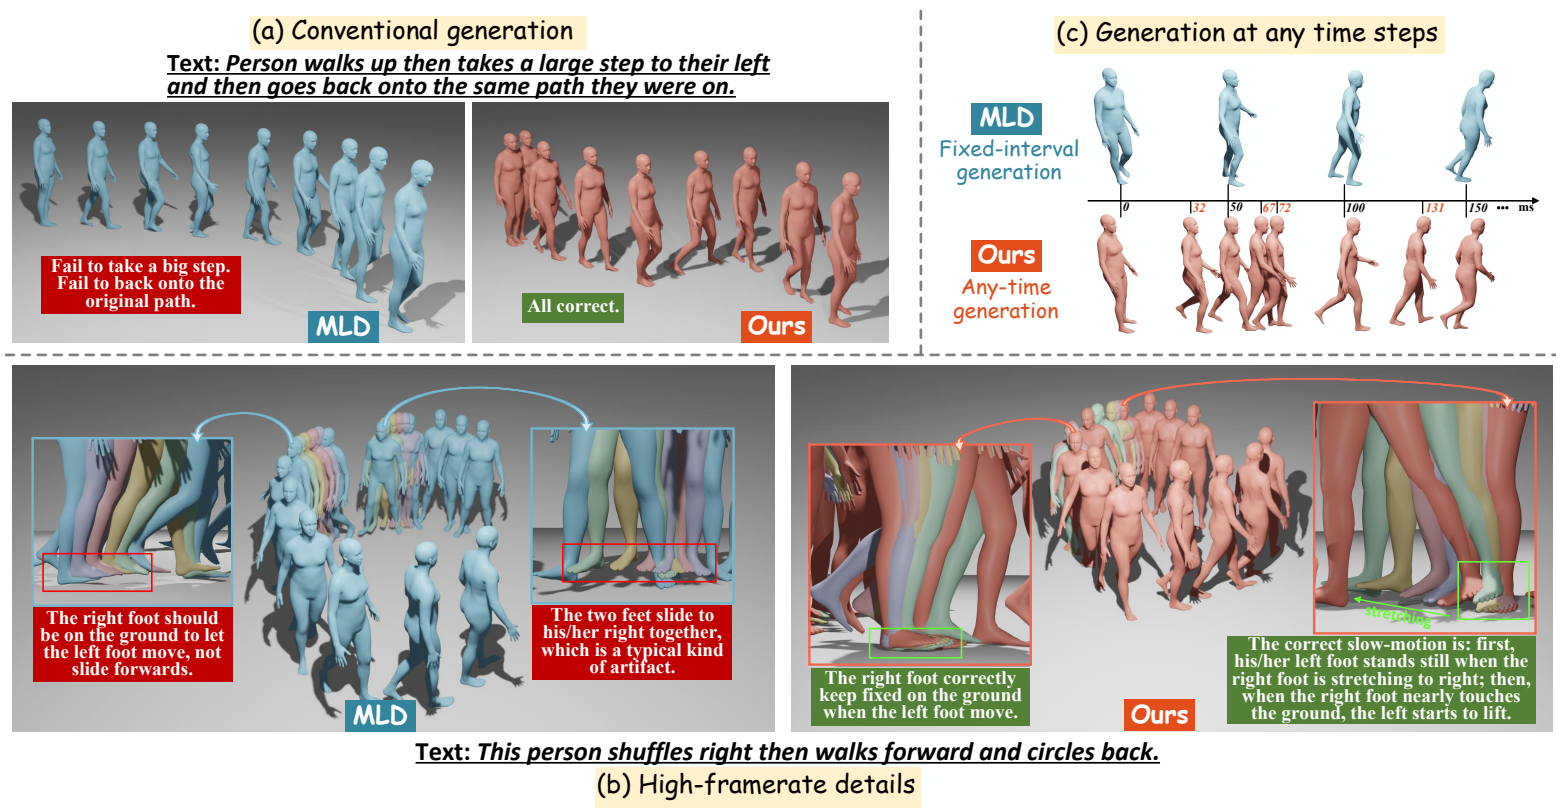 (a) Conventional generation
Text: Person walks up then takes a large step to their left
and then goes back onto the same path they were on.
Fail to take a big step.
Fail to back onto the
original path.
MLD
All correct.
Ours
(c) Generation at any time steps
MLD
Fixed-interval
generation
0 32 50 67 72 100 131 150 ••• ms
Ours
Any-time
generation
The right foot should
be on the ground to let
the left foot move, not
slide forwards.
The two feet slide to
his/her right together,
which is a typical kind
of artifact.
MLD
The right foot correctly
keep fixed on the ground
when the left foot move.
Ours
stretching
The correct slow-motion is: first,
his/her left foot stands still when the
right foot is stretching to right; then,
when the right foot nearly touches
the ground, the left starts to lift.
Text: This person shuffles right then walks forward and circles back.
(b) High-framerate details